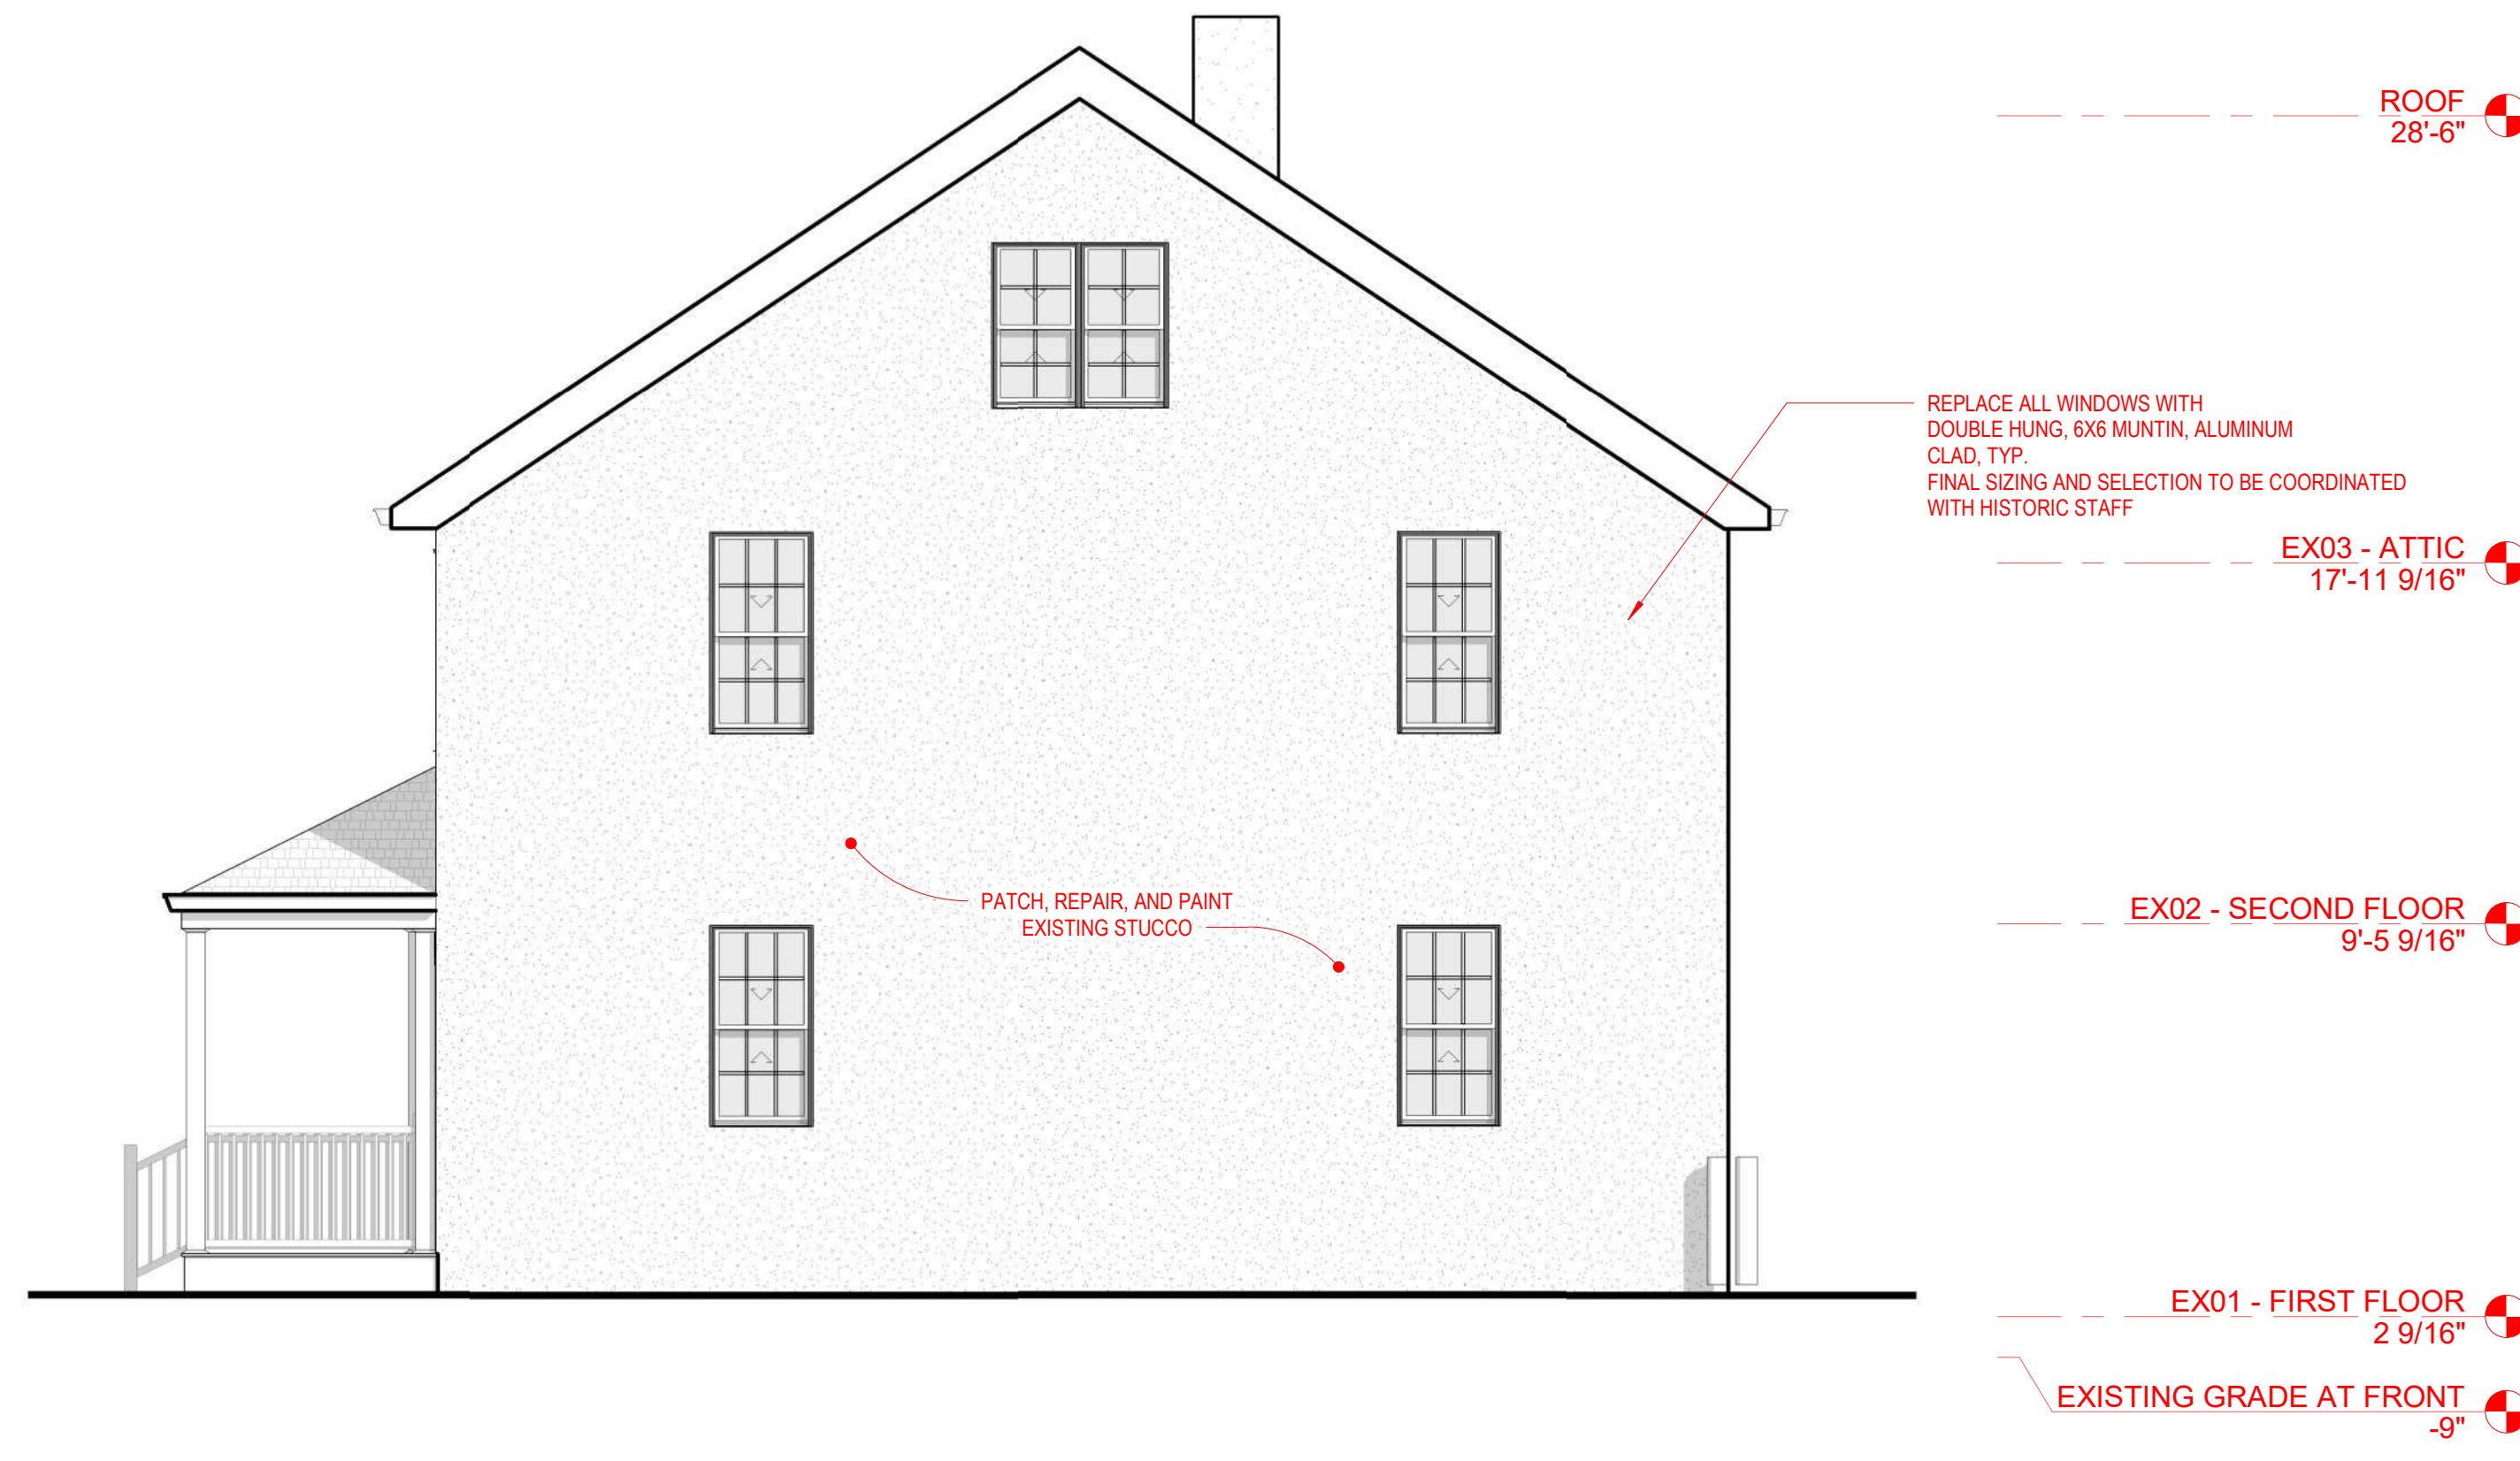 ROOF
28'-6"
REPLACE ALL WINDOWS WITH
DOUBLE HUNG, 6X6 MUNTIN, ALUMINUM
CLAD, TYP.
FINAL SIZING AND SELECTION TO BE COORDINATED
WITH HISTORIC STAFF
EX03 - ATTIC
17'-11 9/16"
PATCH, REPAIR, AND PAINT
EXISTING STUCCO
EX02 - SECOND FLOOR
9'-5 9/16"
EX01 - FIRST FLOOR
2 9/16"
EXISTING GRADE AT FRONT
-9"